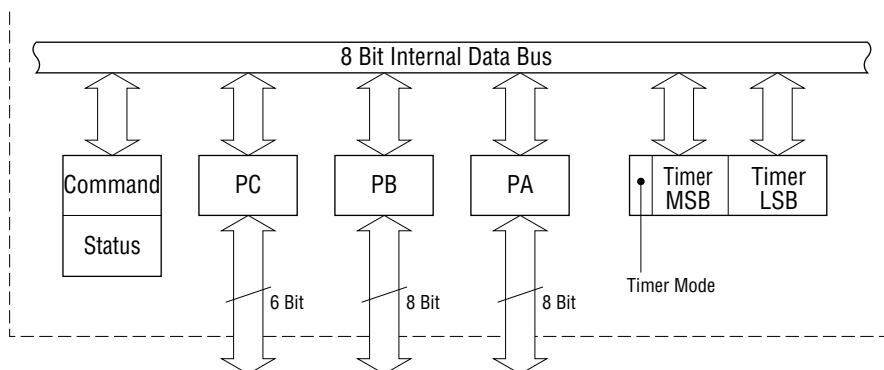 8 Bit Internal Data Bus
Command
Status
PC
PB
PA
Timer
MSB
Timer
LSB
Timer Mode
6 Bit
8 Bit
8 Bit